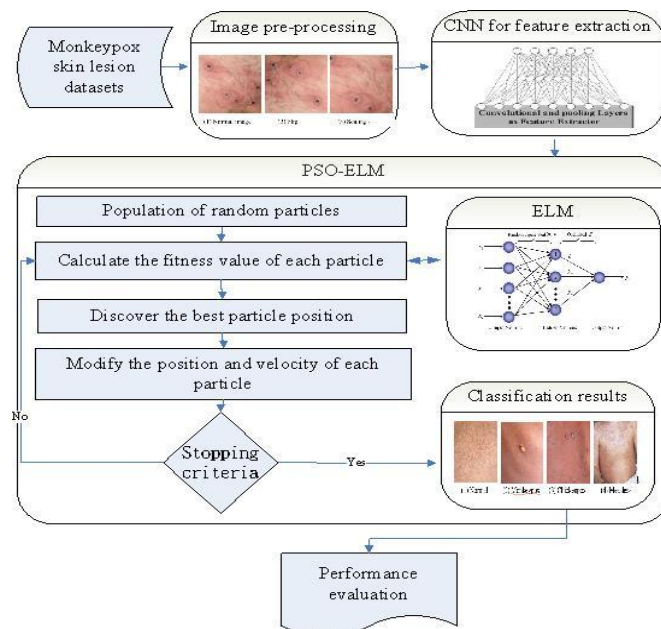 Monkeypox
skin lesion
datasets
Image pre-processing
CNN for feature extraction
Convolutional and pooling Layers
as Feature Extractor
PSO-ELM
Population of random particles
Calculate the fitness value of each particle
Discover the best particle position
Modify the position and velocity of each
particle
No
Stopping
criteria
Yes
ELM
Classification results
Performance
evaluation